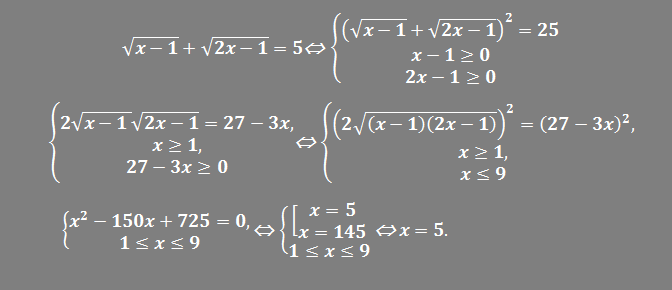 √x − 1 + √2x − 1 = 5 ⇔ { (√x − 1 + √2x − 1)² = 25
x − 1 ≥ 0
2x − 1 ≥ 0
{ 2√x − 1√2x − 1 = 27 − 3x, ⇔ { (2√(x − 1)(2x − 1))² = (27 − 3x)²,
x ≥ 1, x ≥ 1,
27 − 3x ≥ 0 x ≤ 9
{ x² − 150x + 725 = 0, ⇔ { [ x = 5
1 ≤ x ≤ 9 x = 145 ⇔ x = 5.
1 ≤ x ≤ 9